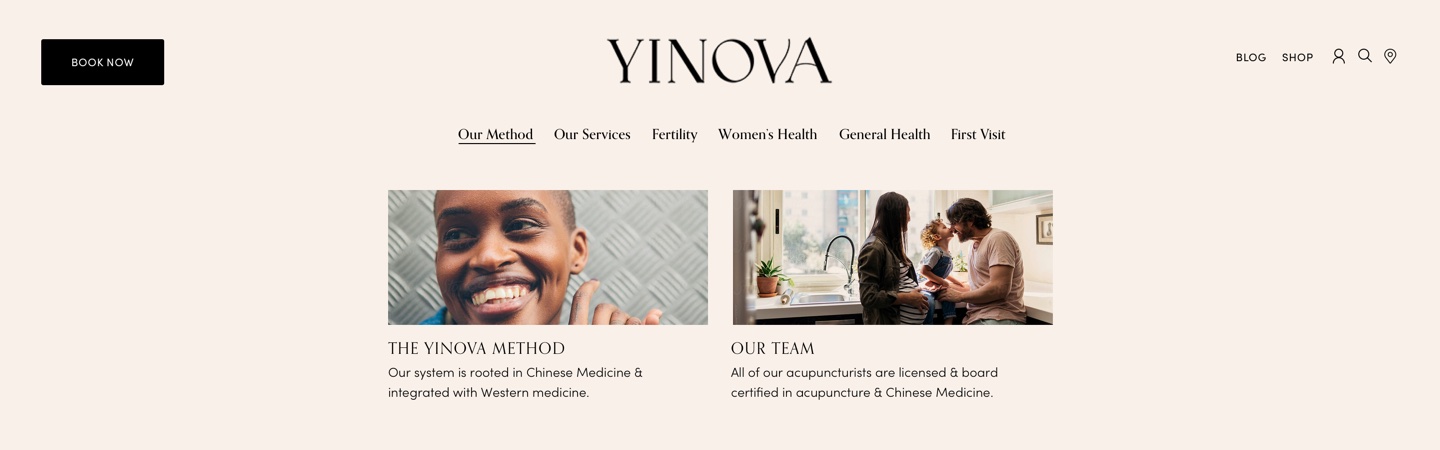 BOOK NOW
YINOVA
BLOG SHOP
Our Method Our Services Fertility Women's Health General Health First Visit
THE YINOVA METHOD
Our system is rooted in Chinese Medicine &
integrated with Western medicine.
OUR TEAM
All of our acupuncturists are licensed & board
certified in acupuncture & Chinese Medicine.